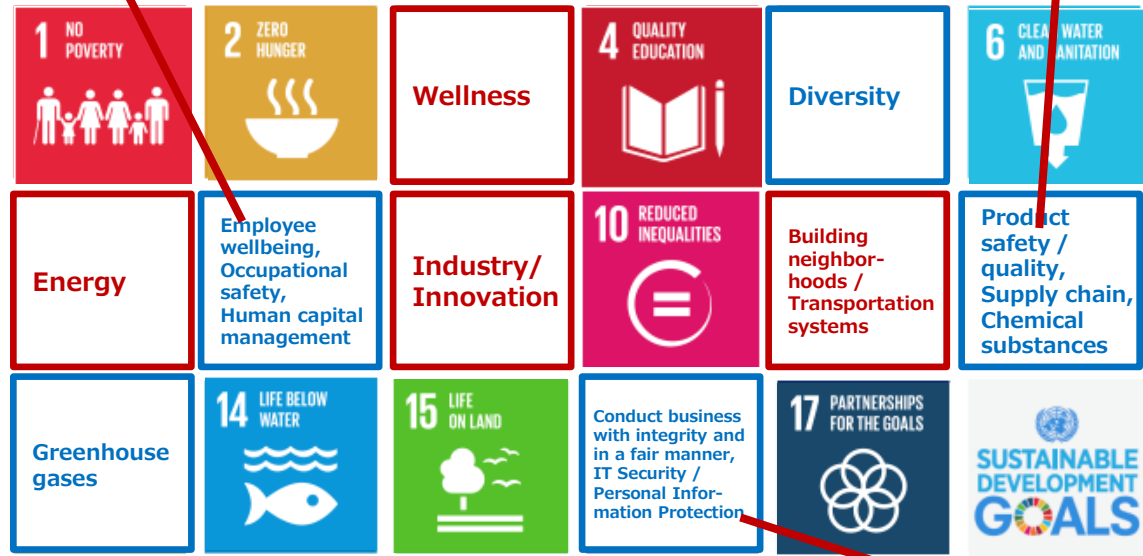 1 NO
POVERTY
2 ZERO
HUNGER
Wellness
4 QUALITY
EDUCATION
Diversity
6 CLEAN WATER
AND SANITATION
Energy
Employee
wellbeing,
Occupational
safety,
Human capital
management
Industry/
Innovation
10 REDUCED
INEQUALITIES
Building
neighbor-
hoods /
Transportation
systems
Product
safety /
quality,
Supply chain,
Chemical
substances
Greenhouse
gases
14 LIFE BELOW
WATER
15 LIFE
ON LAND
Conduct business
with integrity and
in a fair manner,
IT Security /
Personal Infor-
mation Protection
17 PARTNERSHIPS
FOR THE GOALS
SUSTAINABLE
DEVELOPMENT
GOALS